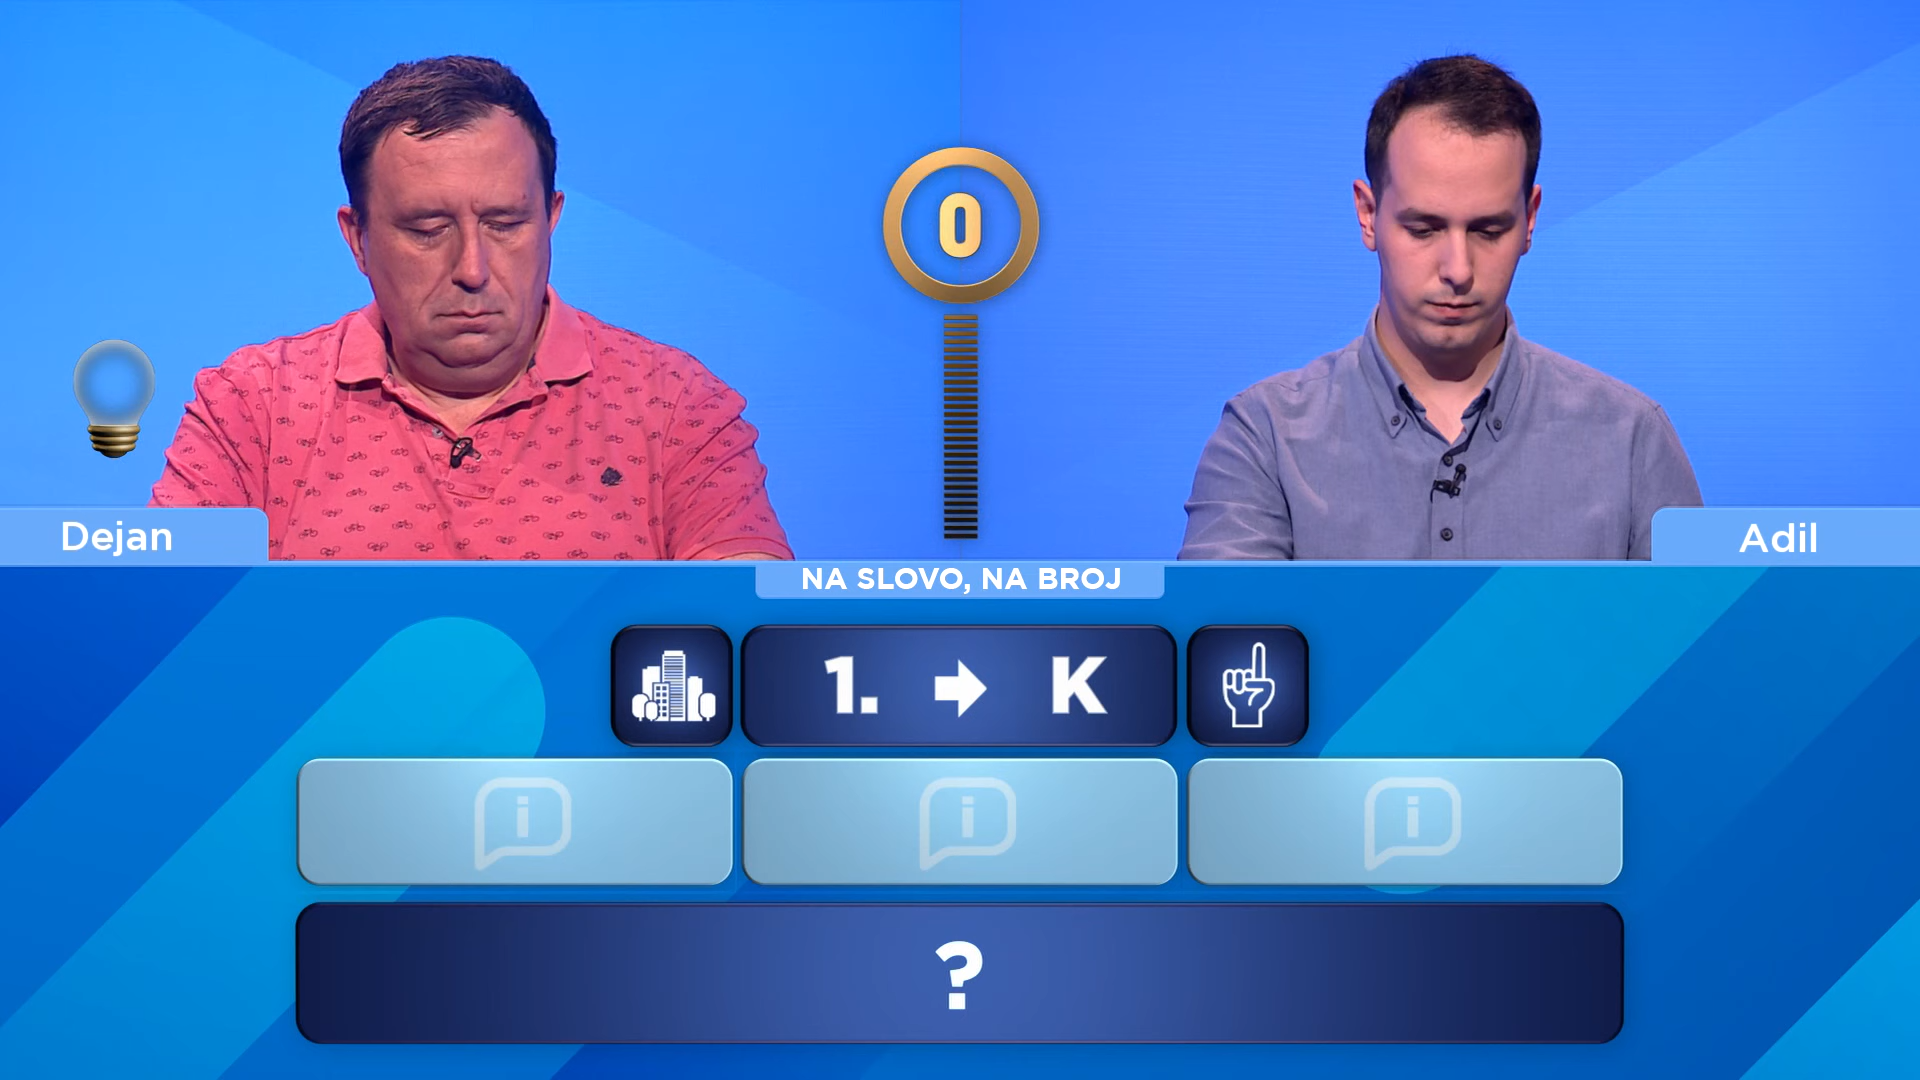 0
Dejan
Adil
NA SLOVO, NA BROJ
1. → K
i i i
?